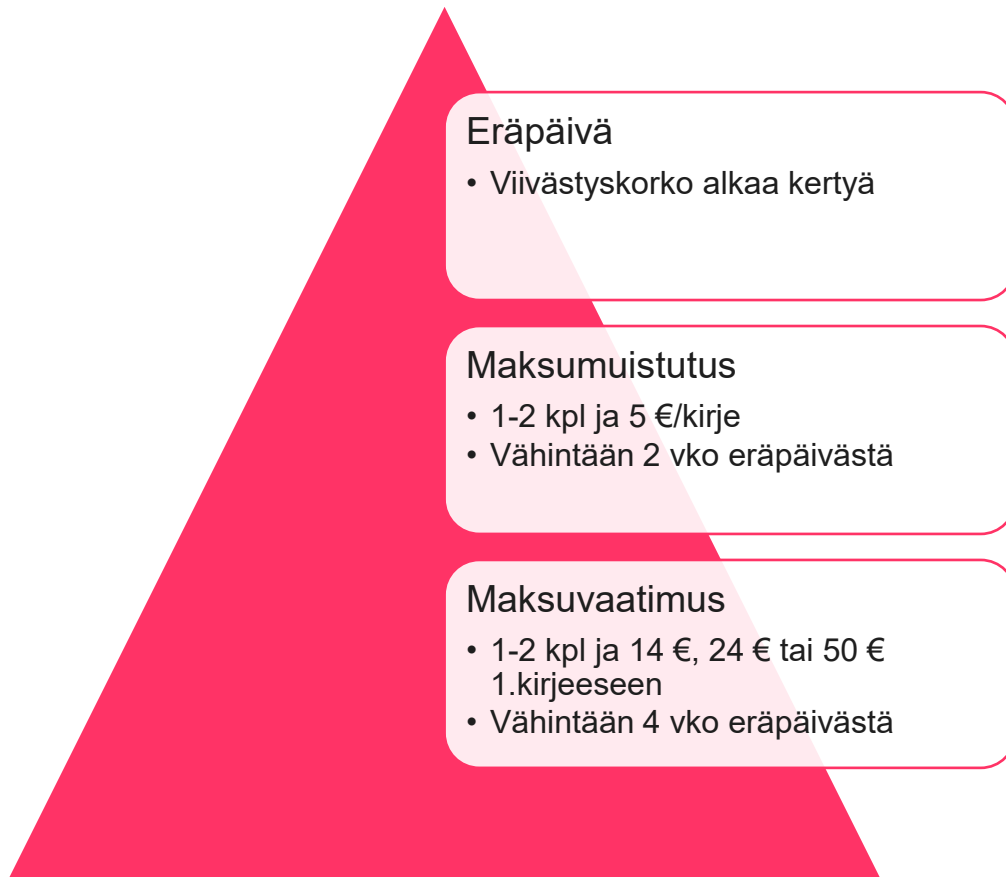 Eräpäivä
• Viivästyskorko alkaa kertyä
Maksumuistutus
• 1-2 kpl ja 5 €/kirje
• Vähintään 2 vko eräpäivästä
Maksuvaatimus
• 1-2 kpl ja 14 €, 24 € tai 50 €
1.kirjeeseen
• Vähintään 4 vko eräpäivästä